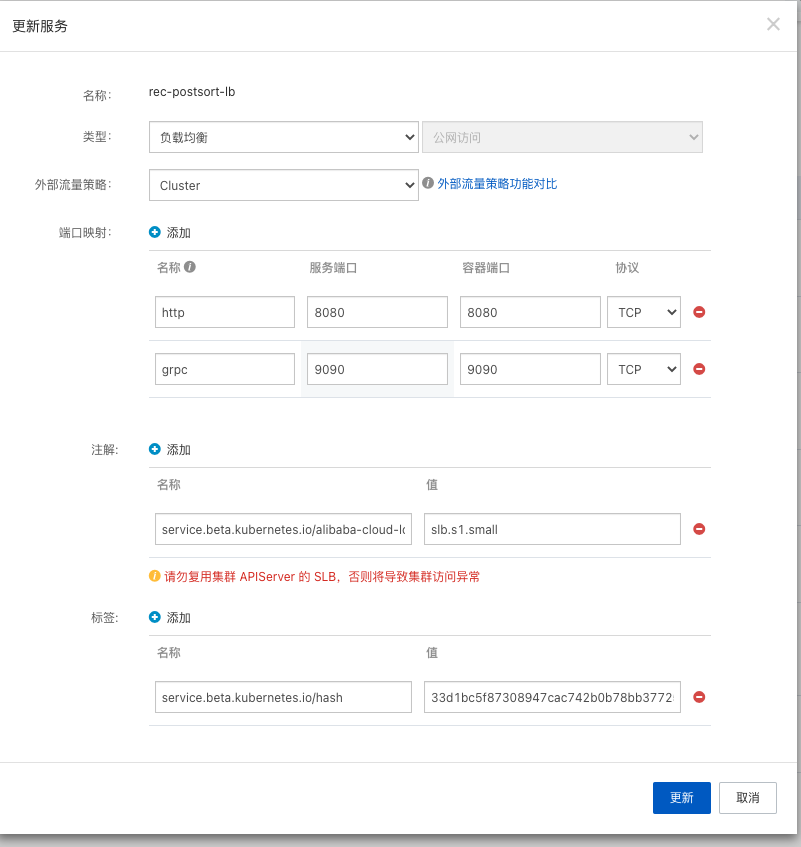 更新服务
名称： rec-postsort-lb
类型： 负载均衡 公网访问
外部流量策略： Cluster 外部流量策略功能对比
端口映射： 添加
名称 服务端口 容器端口 协议
http 8080 8080 TCP
grpc 9090 9090 TCP
注解: 添加
名称 值
service.beta.kubernetes.io/alibaba-cloud-lo slb.s1.small
请勿复用集群 APIServer 的 SLB，否则将导致集群访问异常
标签: 添加
名称 值
service.beta.kubernetes.io/hash 33d1bc5f87308947cac742b0b78bb3772
更新 取消